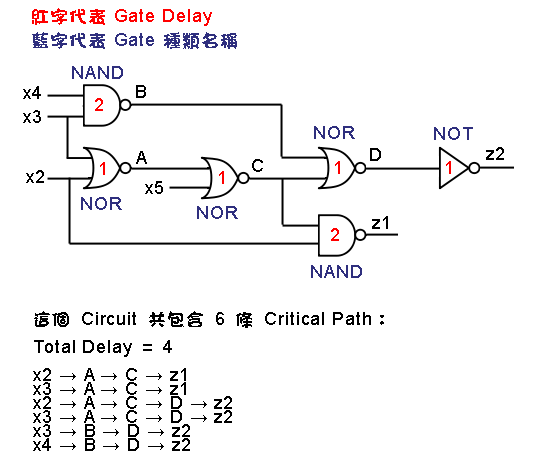 紅字代表 Gate Delay
藍字代表 Gate 種類名稱
NAND
x4
2
B
x3
NOR
NOT
A
1
C
1
1
D
1
z2
x2
x5
NOR
NOR
2
z1
NAND
這個 Circuit 共包含 6 條 Critical Path：
Total Delay = 4
x2 → A → C → z1
x3 → A → C → z1
x2 → A → C → D → z2
x3 → A → C → D → z2
x3 → B → D → z2
x4 → B → D → z2